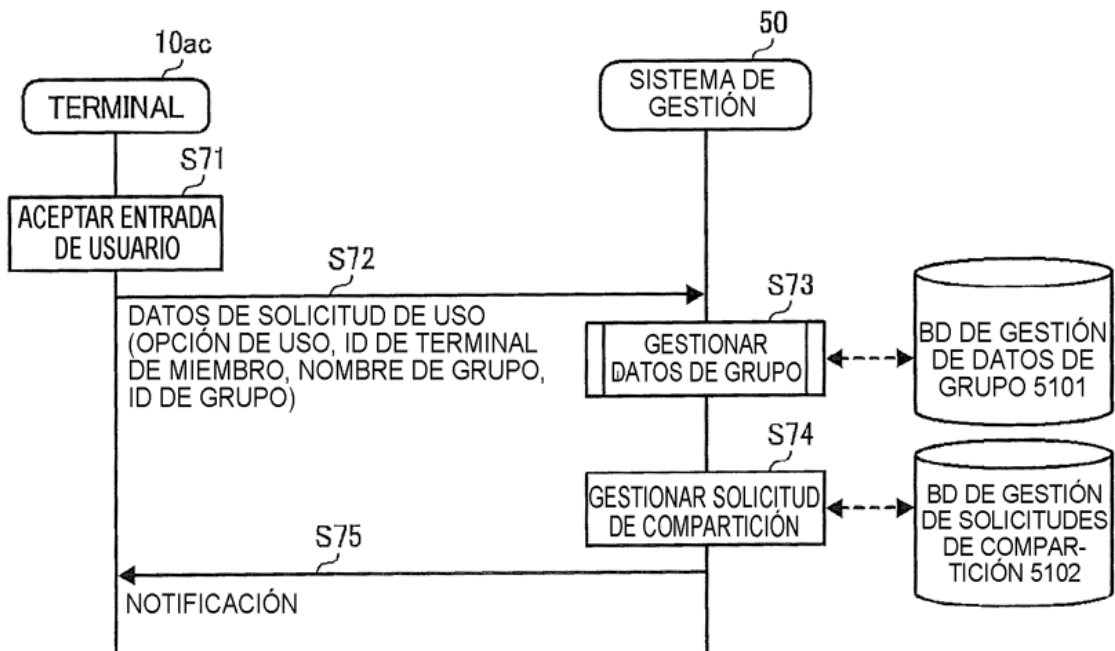 10ac
50
TERMINAL
SISTEMA DE
GESTIÓN
S71
ACEPTAR ENTRADA
DE USUARIO
S72
DATOS DE SOLICITUD DE USO
(OPCIÓN DE USO, ID DE TERMINAL
DE MIEMBRO, NOMBRE DE GRUPO,
ID DE GRUPO)
S73
GESTIONAR
DATOS DE GRUPO
BD DE GESTIÓN
DE DATOS DE
GRUPO 5101
S74
GESTIONAR SOLICITUD
DE COMPARTICIÓN
BD DE GESTIÓN
DE SOLICITUDES
DE COMPAR-
TICIÓN 5102
S75
NOTIFICACIÓN